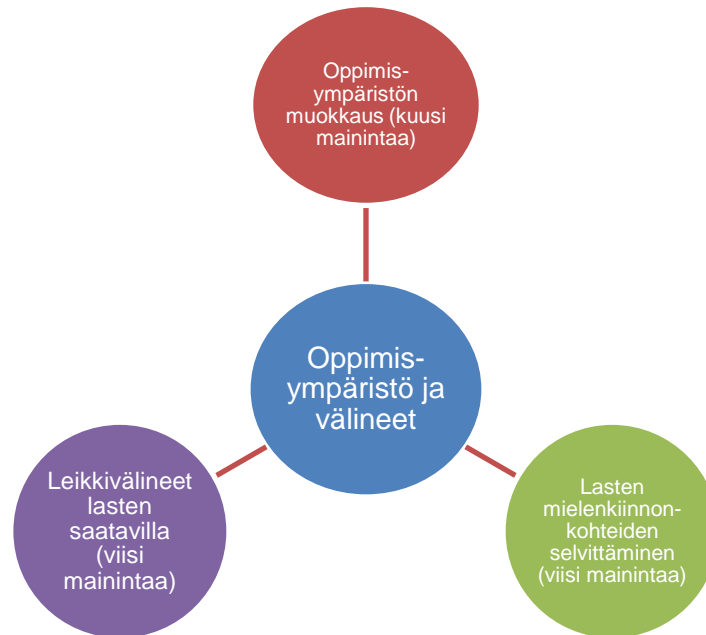 Oppimis-
ympäristön
muokkaus (kuusi
mainintaa)
Oppimis-
ympäristö ja
välineet
Leikkivälineet
lasten
saatavilla
(viisi
mainintaa)
Lasten
mielenkiinnon-
kohteiden
selvittäminen
(viisi mainintaa)